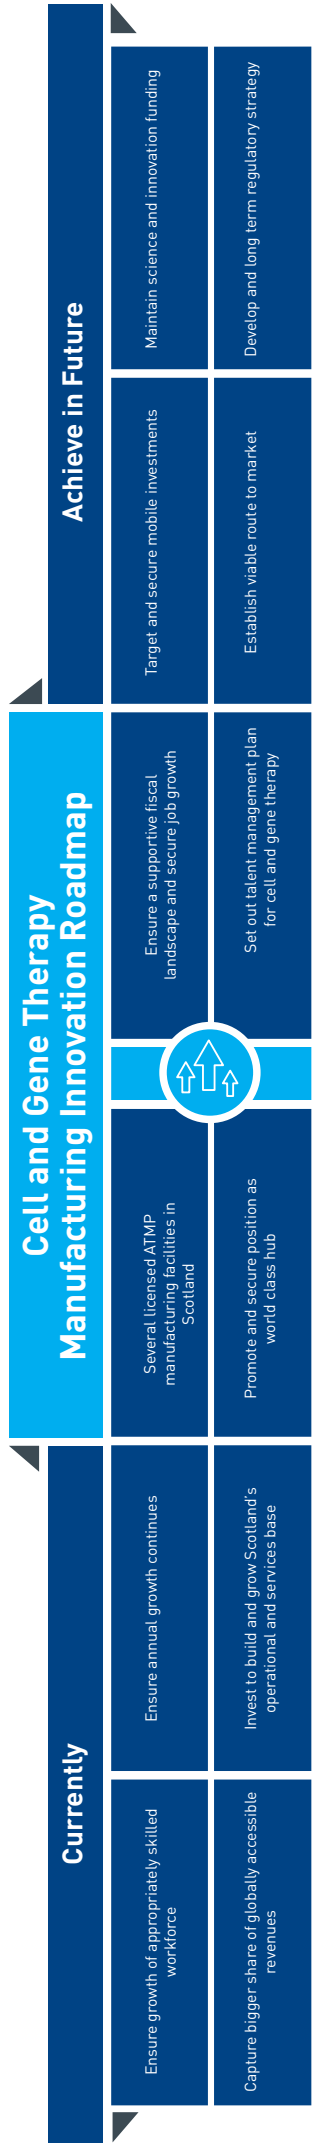 Currently
Cell and Gene Therapy
Manufacturing Innovation Roadmap
Achieve in Future
Ensure growth of appropriately skilled
workforce
Ensure annual growth continues
Several licensed ATMP
manufacturing facilities in
Scotland
Ensure a supportive fiscal
landscape and secure job growth
Target and secure mobile investments
Maintain science and innovation funding
Capture bigger share of globally accessible
revenues
Invest to build and grow Scotland's
operational and services base
Promote and secure position as
world class hub
Set out talent management plan
for cell and gene therapy
Establish viable route to market
Develop and long term regulatory strategy